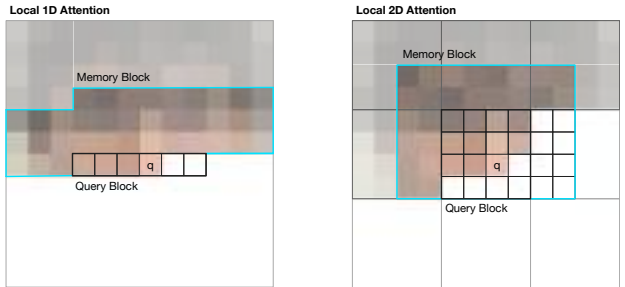 Local 1D Attention
Memory Block
q
Query Block
Local 2D Attention
Memory Block
q
Query Block